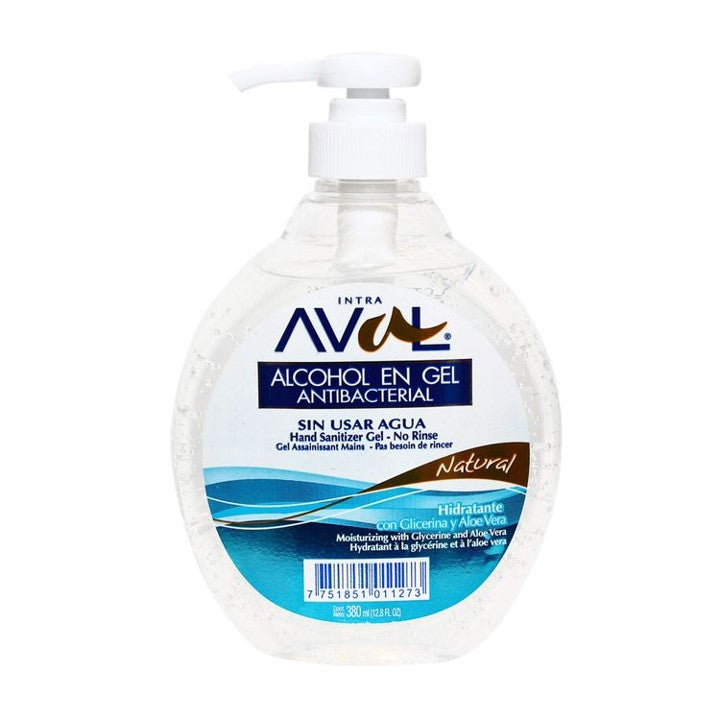 INTRA
AVAL®
ALCOHOL EN GEL
ANTIBACTERIAL
SIN USAR AGUA
Hand Sanitizer Gel - No Rinse
Gel Assainissant Mains - Pas besoin de rincer
Natural
Hidratante
con Glicerina y Aloe Vera
Moisturizing with Glycerine and Aloe Vera
Hydratant à la glycérine et à l'aloe vera
7 751851 011273
Cont. Neto: 380 ml (12.8 FL OZ)